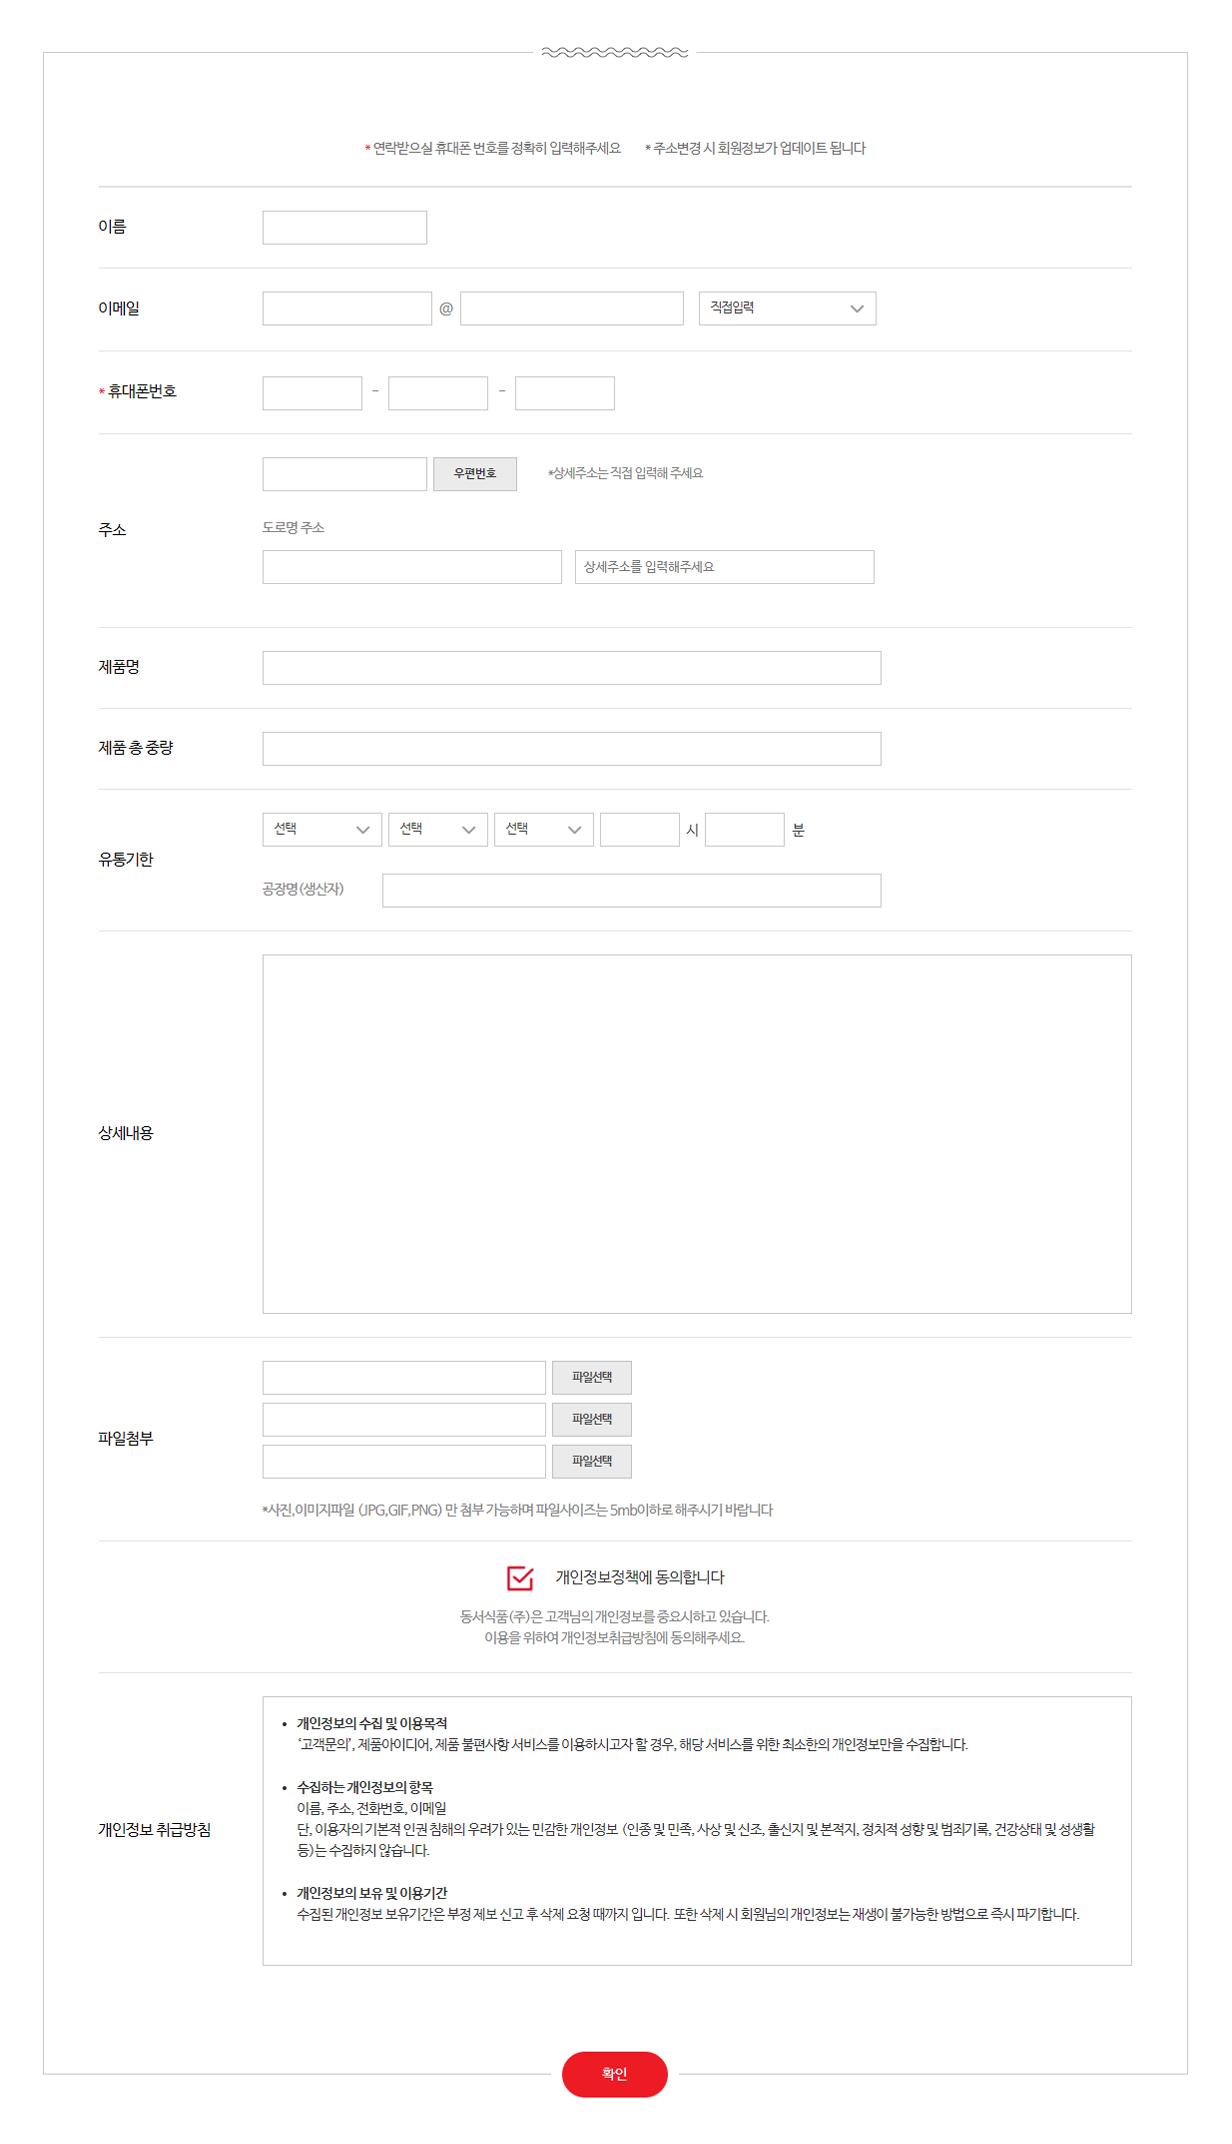 * 연락받으실 휴대폰 번호를 정확히 입력해주세요 * 주소변경 시 회원정보가 업데이트 됩니다
이름
이메일 @ 직접입력
* 휴대폰번호 - -
우편번호 *상세주소는 직접 입력해 주세요
주소
도로명 주소
상세주소를 입력해주세요
제품명
제품 총 중량
선택 선택 선택 시 분
유통기한
공장명(생산자)
상세내용
파일선택
파일선택
파일첨부
파일선택
*사진,이미지파일 (JPG,GIF,PNG) 만 첨부 가능하며 파일사이즈는 5mb이하로 해주시기 바랍니다
개인정보정책에 동의합니다
동서식품(주)은 고객님의 개인정보를 중요시하고 있습니다.
이용을 위하여 개인정보취급방침에 동의해주세요.
개인정보 취급방침
• 개인정보의 수집 및 이용목적
‘고객문의’, 제품아이디어, 제품 불편사항 서비스를 이용하시고자 할 경우, 해당 서비스를 위한 최소한의 개인정보만을 수집합니다.
• 수집하는 개인정보의 항목
이름, 주소, 전화번호, 이메일
단, 이용자의 기본적 인권 침해의 우려가 있는 민감한 개인정보 (인종 및 민족, 사상 및 신조, 출신지 및 본적지, 정치적 성향 및 범죄기록, 건강상태 및 성생활
등)는 수집하지 않습니다.
• 개인정보의 보유 및 이용기간
수집된 개인정보 보유기간은 부정 제보 신고 후 삭제 요청 때까지 입니다. 또한 삭제 시 회원님의 개인정보는 재생이 불가능한 방법으로 즉시 파기합니다.
확인